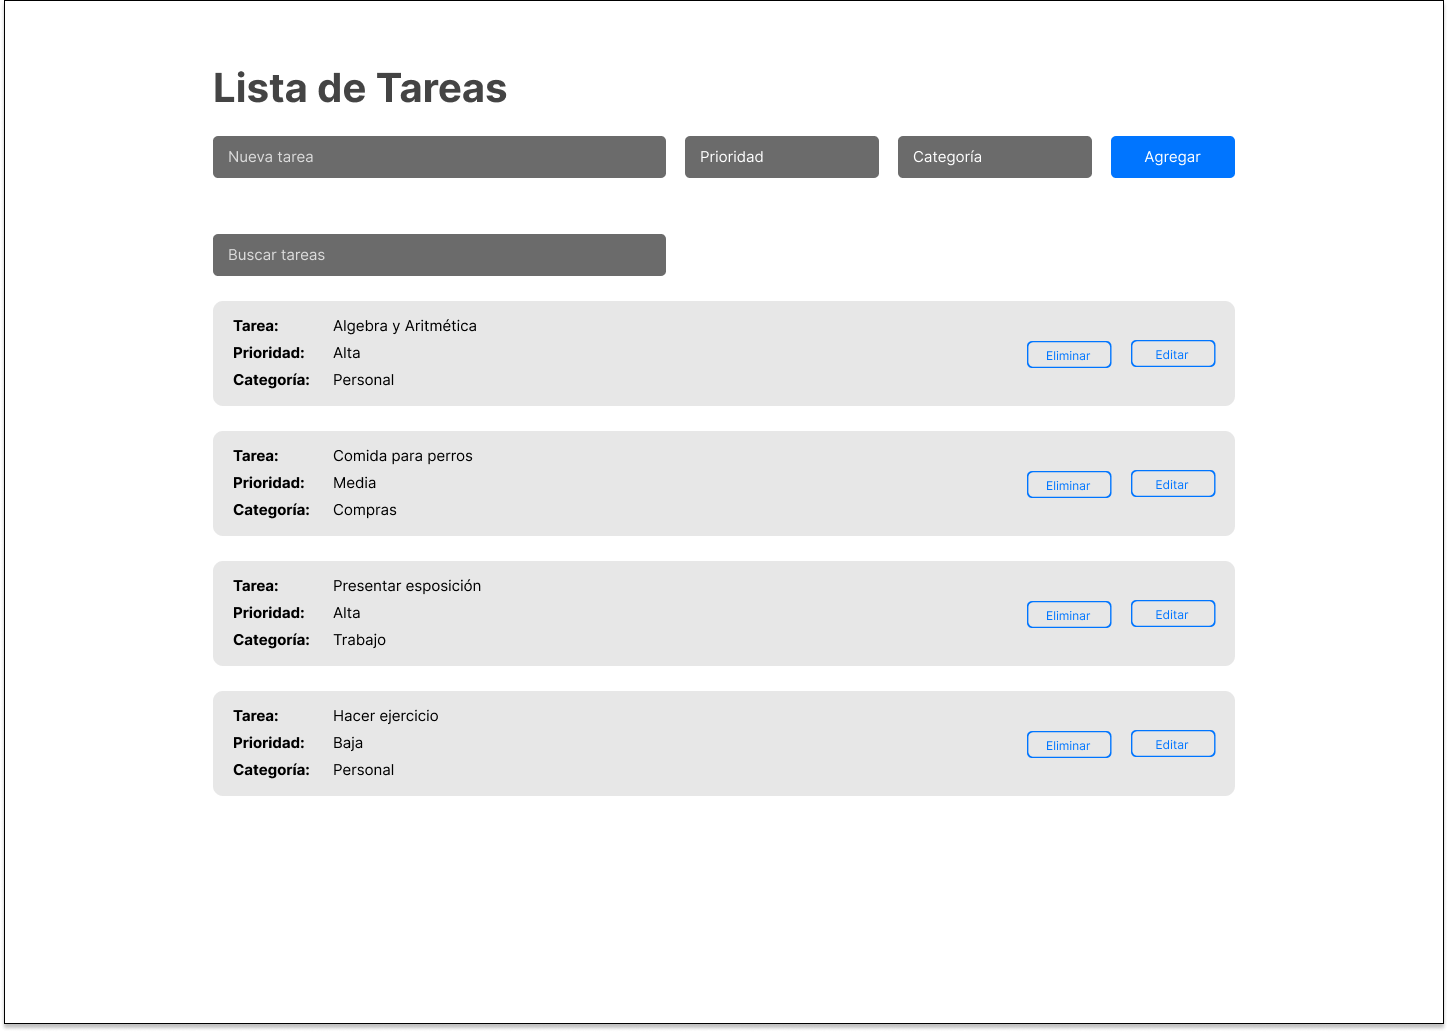 Lista de Tareas
Nueva tarea Prioridad Categoría Agregar
Buscar tareas
Tarea: Algebra y Aritmética
Prioridad: Alta Eliminar Editar
Categoría: Personal
Tarea: Comida para perros
Prioridad: Media Eliminar Editar
Categoría: Compras
Tarea: Presentar esposición
Prioridad: Alta Eliminar Editar
Categoría: Trabajo
Tarea: Hacer ejercicio
Prioridad: Baja Eliminar Editar
Categoría: Personal